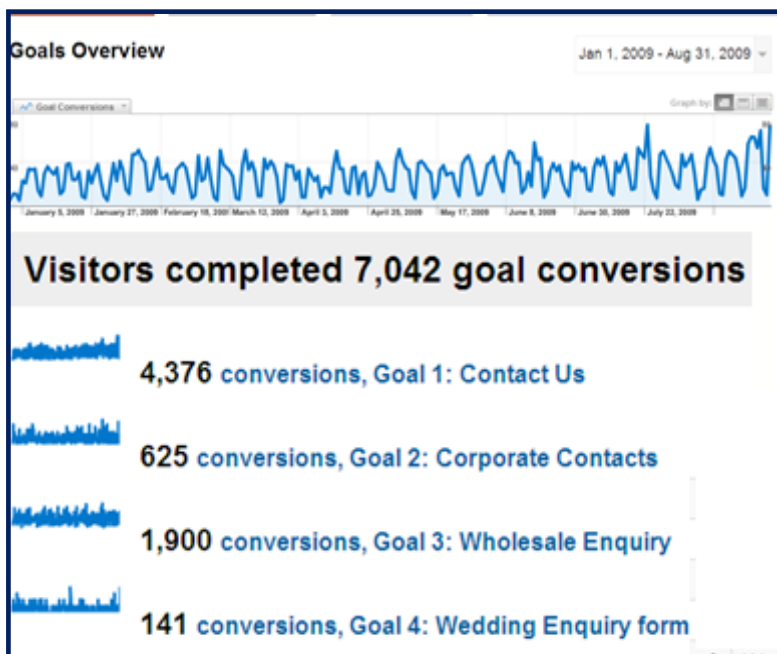 Goals Overview
Jan 1, 2009 - Aug 31, 2009
Goal Conversions
Graph by:
January 5, 2009 January 27, 2009 February 18, 2009 March 12, 2009 April 3, 2009 April 25, 2009 May 17, 2009 June 8, 2009 June 30, 2009 July 22, 2009
Visitors completed 7,042 goal conversions
4,376 conversions, Goal 1: Contact Us
625 conversions, Goal 2: Corporate Contacts
1,900 conversions, Goal 3: Wholesale Enquiry
141 conversions, Goal 4: Wedding Enquiry form